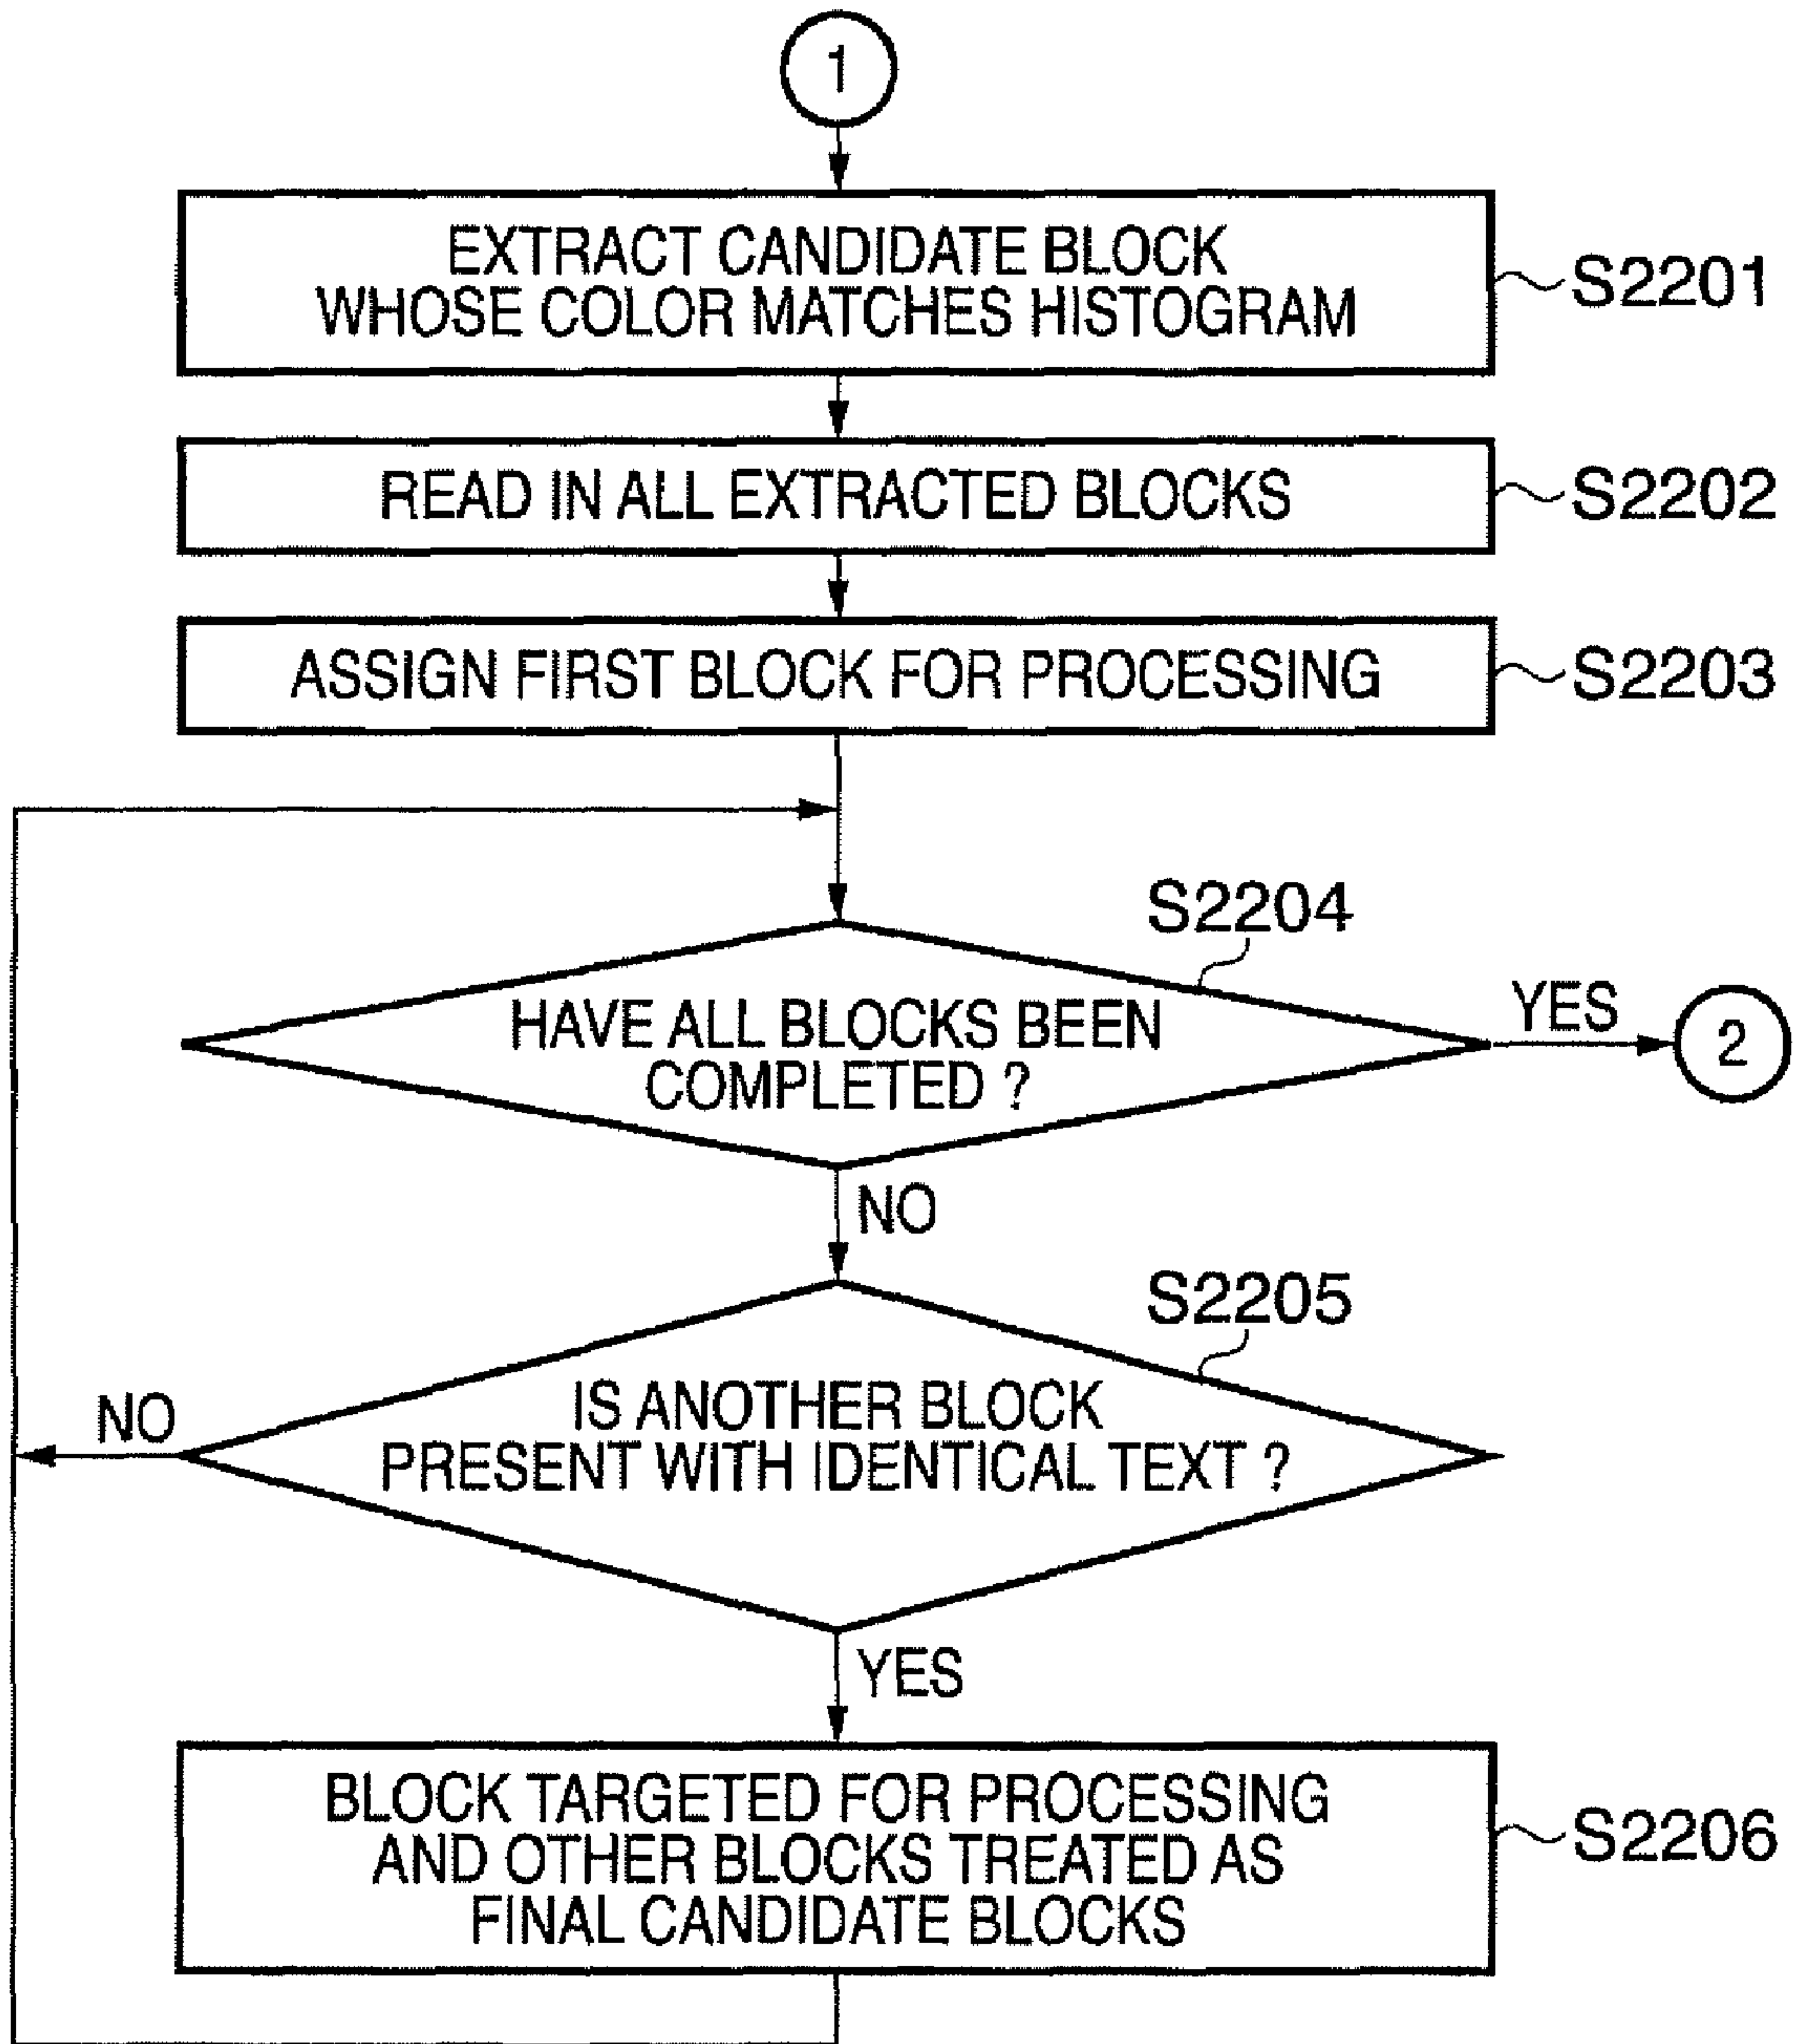 1
EXTRACT CANDIDATE BLOCK
WHOSE COLOR MATCHES HISTOGRAM
S2201
READ IN ALL EXTRACTED BLOCKS
S2202
ASSIGN FIRST BLOCK FOR PROCESSING
S2203
S2204
HAVE ALL BLOCKS BEEN
COMPLETED ?
YES
2
NO
S2205
IS ANOTHER BLOCK
PRESENT WITH IDENTICAL TEXT ?
NO
YES
BLOCK TARGETED FOR PROCESSING
AND OTHER BLOCKS TREATED AS
FINAL CANDIDATE BLOCKS
S2206